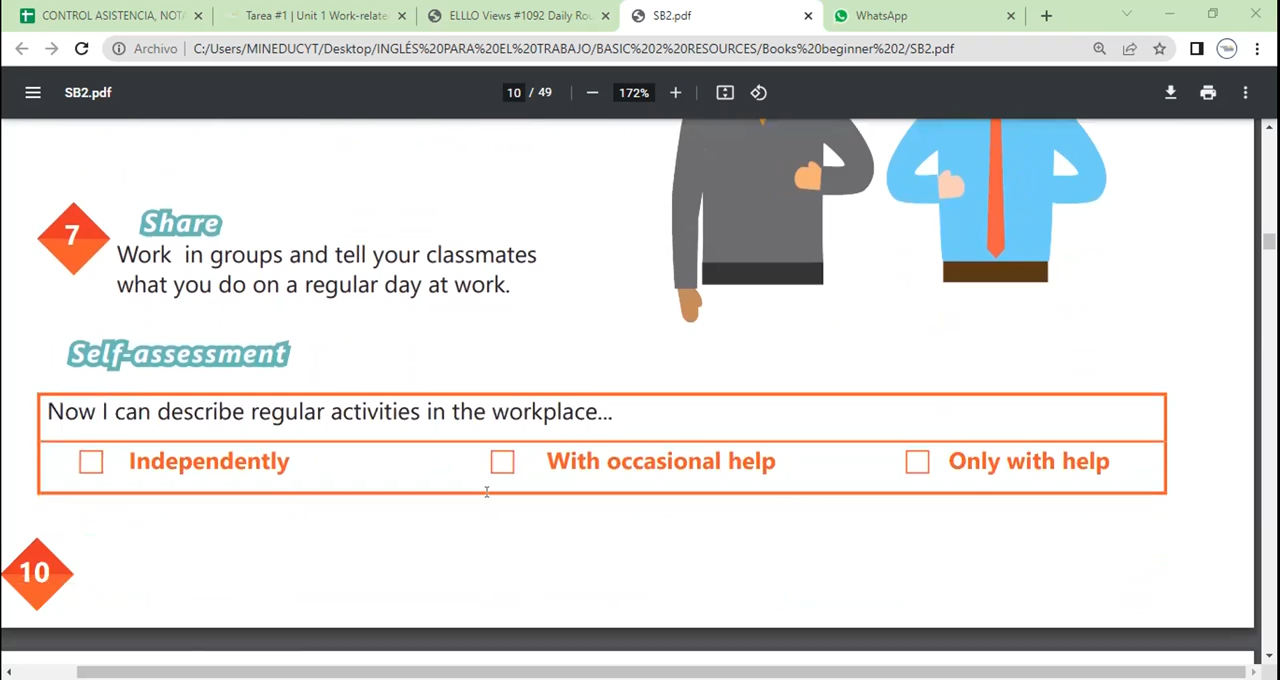 CONTROL ASISTENCIA, NOTA
Tarea #1 | Unit 1 Work-relate
ELLLO Views #1092 Daily Rou
SB2.pdf
WhatsApp
Archivo
C:/Users/MINEDUCYT/Desktop/INGLÉS%20PARA%20EL%20TRABAJO/BASIC%202%20RESOURCES/Books%20beginner%202/SB2.pdf
SB2.pdf
10 / 49
172%
7
Share
Work in groups and tell your classmates
what you do on a regular day at work.
Self-assessment
Now I can describe regular activities in the workplace...
Independently
With occasional help
Only with help
10